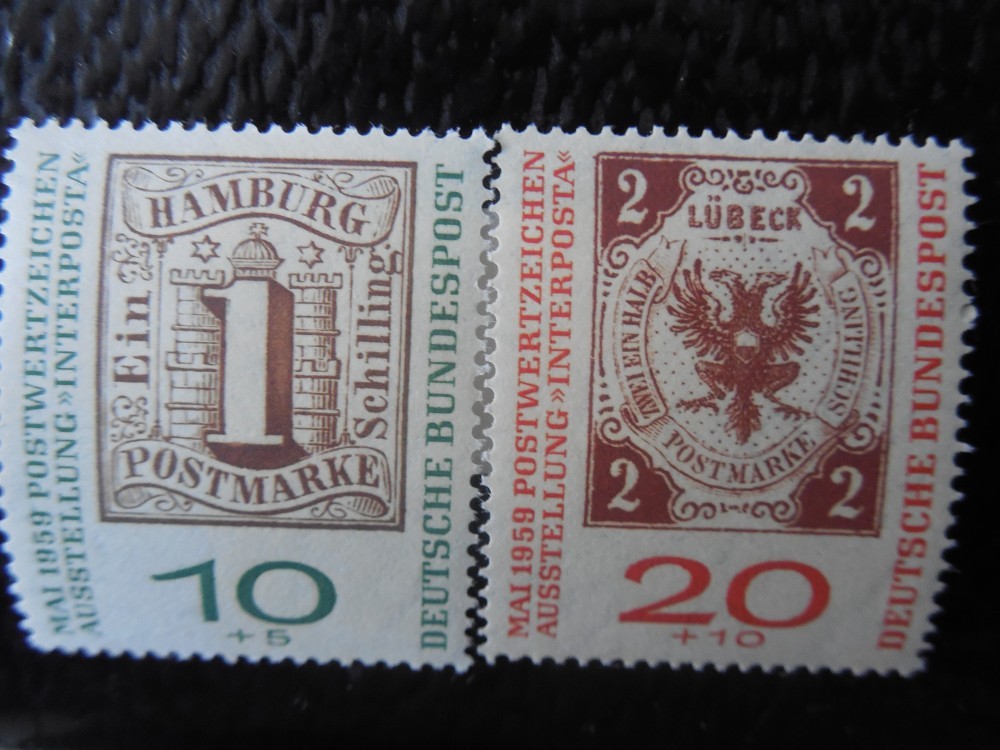 MAI 1959 POSTWERTZEICHEN
AUSSTELLUNG »INTERPOSTA«
HAMBURG
Ein
1
Schilling
POSTMARKE
10
+ 5
DEUTSCHE BUNDESPOST
MAI 1959 POSTWERTZEICHEN
AUSSTELLUNG »INTERPOSTA«
2 2
LÜBECK
ZWEI EIN HALB
SCHILLING
POSTMARKE
2 2
20
+ 10
DEUTSCHE BUNDESPOST